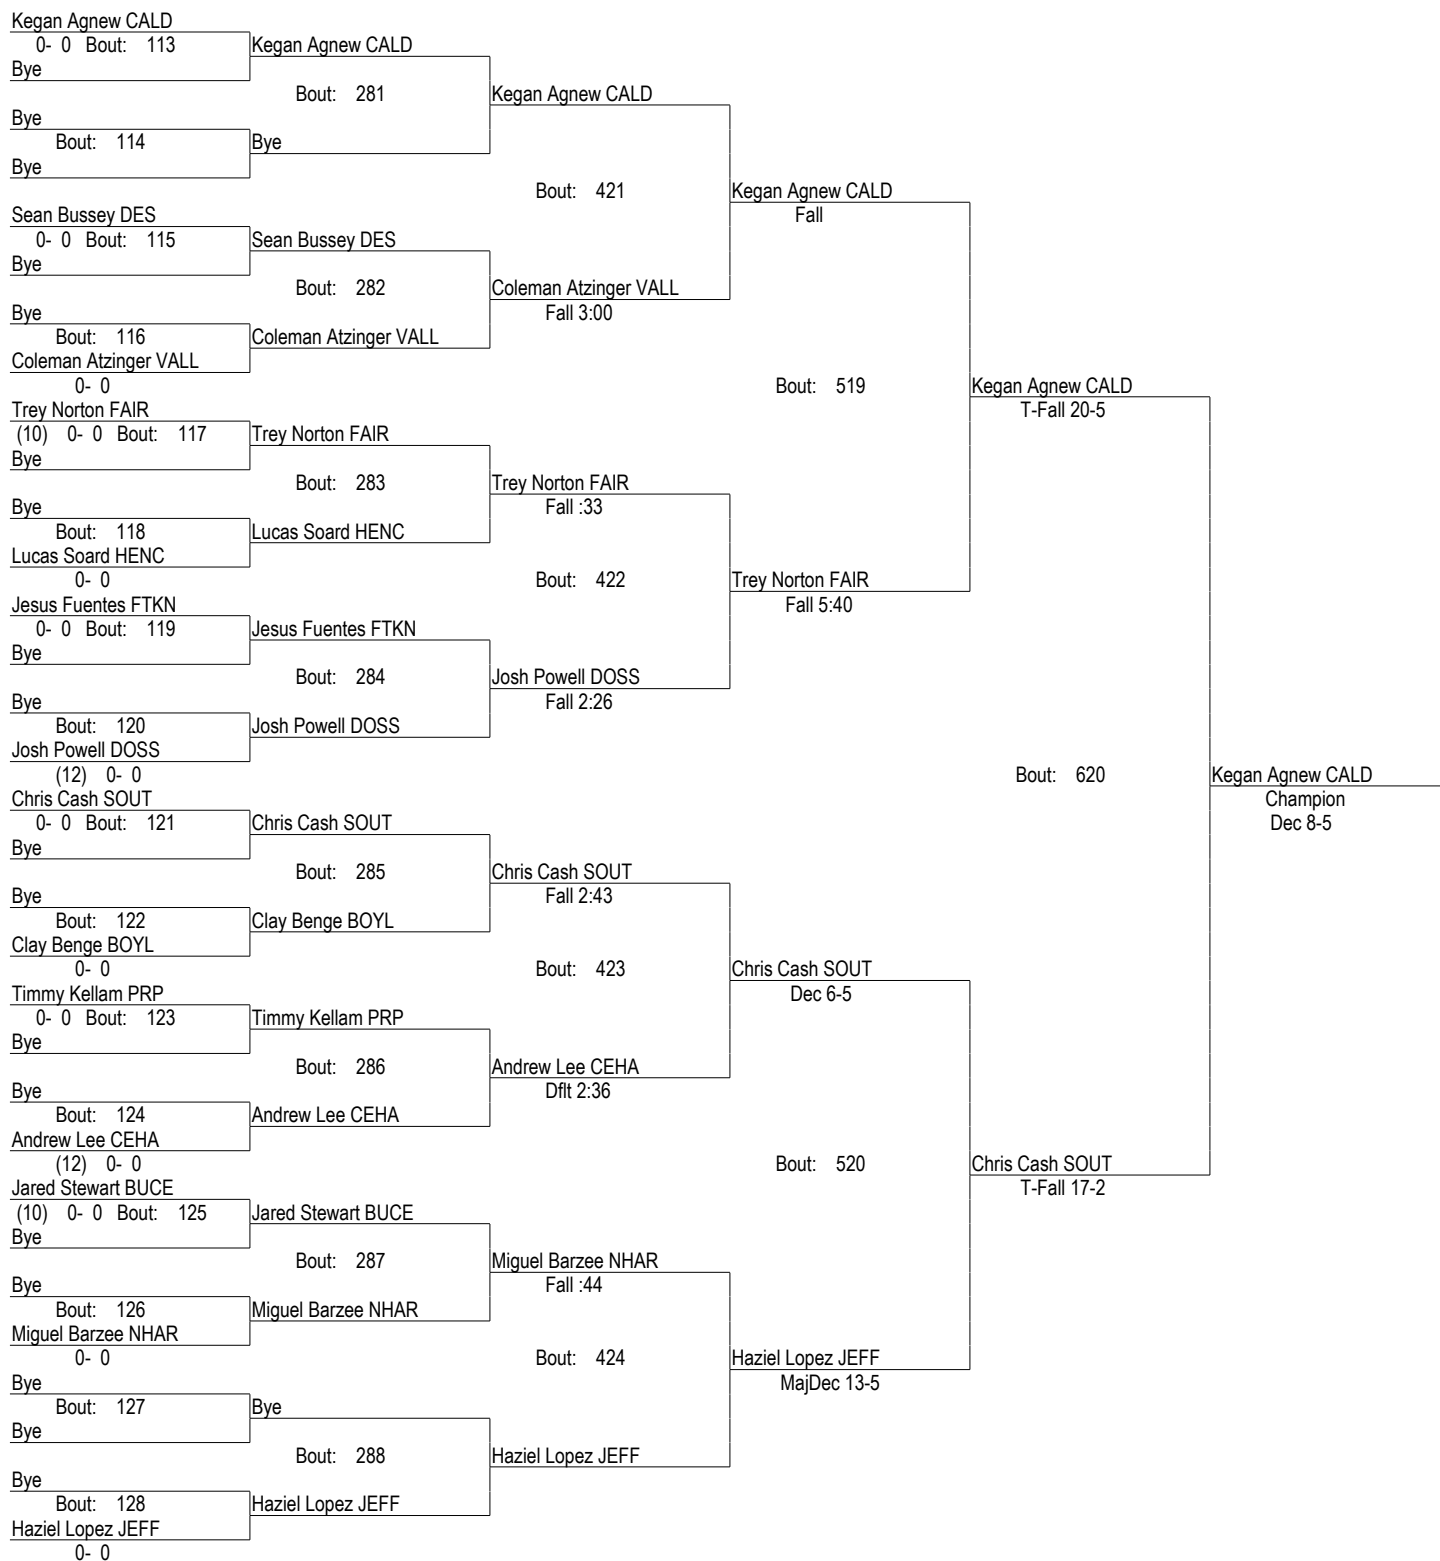 Kegan Agnew CALD
0- 0 Bout: 113
Kegan Agnew CALD
Bye
Bout: 281
Kegan Agnew CALD
Bye
Bout: 114
Bye
Bye
Bout: 421
Kegan Agnew CALD
Fall
Sean Bussey DES
0- 0 Bout: 115
Sean Bussey DES
Bye
Bout: 282
Coleman Atzinger VALL
Fall 3:00
Bye
Bout: 116
Coleman Atzinger VALL
Coleman Atzinger VALL
0- 0
Bout: 519
Kegan Agnew CALD
T-Fall 20-5
Trey Norton FAIR
(10) 0- 0 Bout: 117
Trey Norton FAIR
Bye
Bout: 283
Trey Norton FAIR
Fall :33
Bye
Bout: 118
Lucas Soard HENC
Lucas Soard HENC
0- 0
Bout: 422
Trey Norton FAIR
Fall 5:40
Jesus Fuentes FTKN
0- 0 Bout: 119
Jesus Fuentes FTKN
Bye
Bout: 284
Josh Powell DOSS
Fall 2:26
Bye
Bout: 120
Josh Powell DOSS
Josh Powell DOSS
(12) 0- 0
Bout: 620
Kegan Agnew CALD
Champion
Dec 8-5
Chris Cash SOUT
0- 0 Bout: 121
Chris Cash SOUT
Bye
Bout: 285
Chris Cash SOUT
Fall 2:43
Bye
Bout: 122
Clay Benge BOYL
Clay Benge BOYL
0- 0
Bout: 423
Chris Cash SOUT
Dec 6-5
Timmy Kellam PRP
0- 0 Bout: 123
Timmy Kellam PRP
Bye
Bout: 286
Andrew Lee CEHA
Dflt 2:36
Bye
Bout: 124
Andrew Lee CEHA
Andrew Lee CEHA
(12) 0- 0
Bout: 520
Chris Cash SOUT
T-Fall 17-2
Jared Stewart BUCE
(10) 0- 0 Bout: 125
Jared Stewart BUCE
Bye
Bout: 287
Miguel Barzee NHAR
Fall :44
Bye
Bout: 126
Miguel Barzee NHAR
Miguel Barzee NHAR
0- 0
Bout: 424
Haziel Lopez JEFF
MajDec 13-5
Bye
Bout: 127
Bye
Bye
Bout: 288
Haziel Lopez JEFF
Bye
Bout: 128
Haziel Lopez JEFF
Haziel Lopez JEFF
0- 0